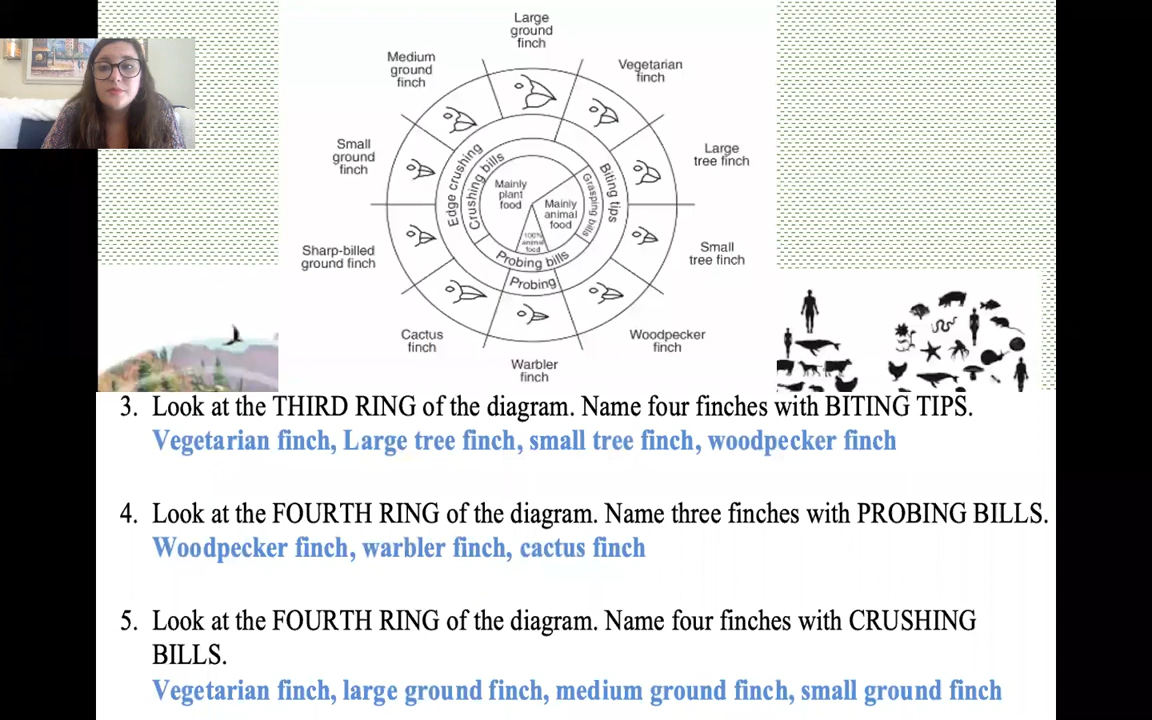 Large
ground
finch
Medium
ground
finch
Vegetarian
finch
Small
ground
finch
Large
tree finch
Edge crushing
Crushing bills
Mainly
plant
food
Mainly
animal
food
100%
animal
food
Grasping bills
Biting tips
Probing bills
Probing
Sharp-billed
ground finch
Small
tree finch
Cactus
finch
Warbler
finch
Woodpecker
finch
3. Look at the THIRD RING of the diagram. Name four finches with BITING TIPS.
Vegetarian finch, Large tree finch, small tree finch, woodpecker finch
4. Look at the FOURTH RING of the diagram. Name three finches with PROBING BILLS.
Woodpecker finch, warbler finch, cactus finch
5. Look at the FOURTH RING of the diagram. Name four finches with CRUSHING
BILLS.
Vegetarian finch, large ground finch, medium ground finch, small ground finch